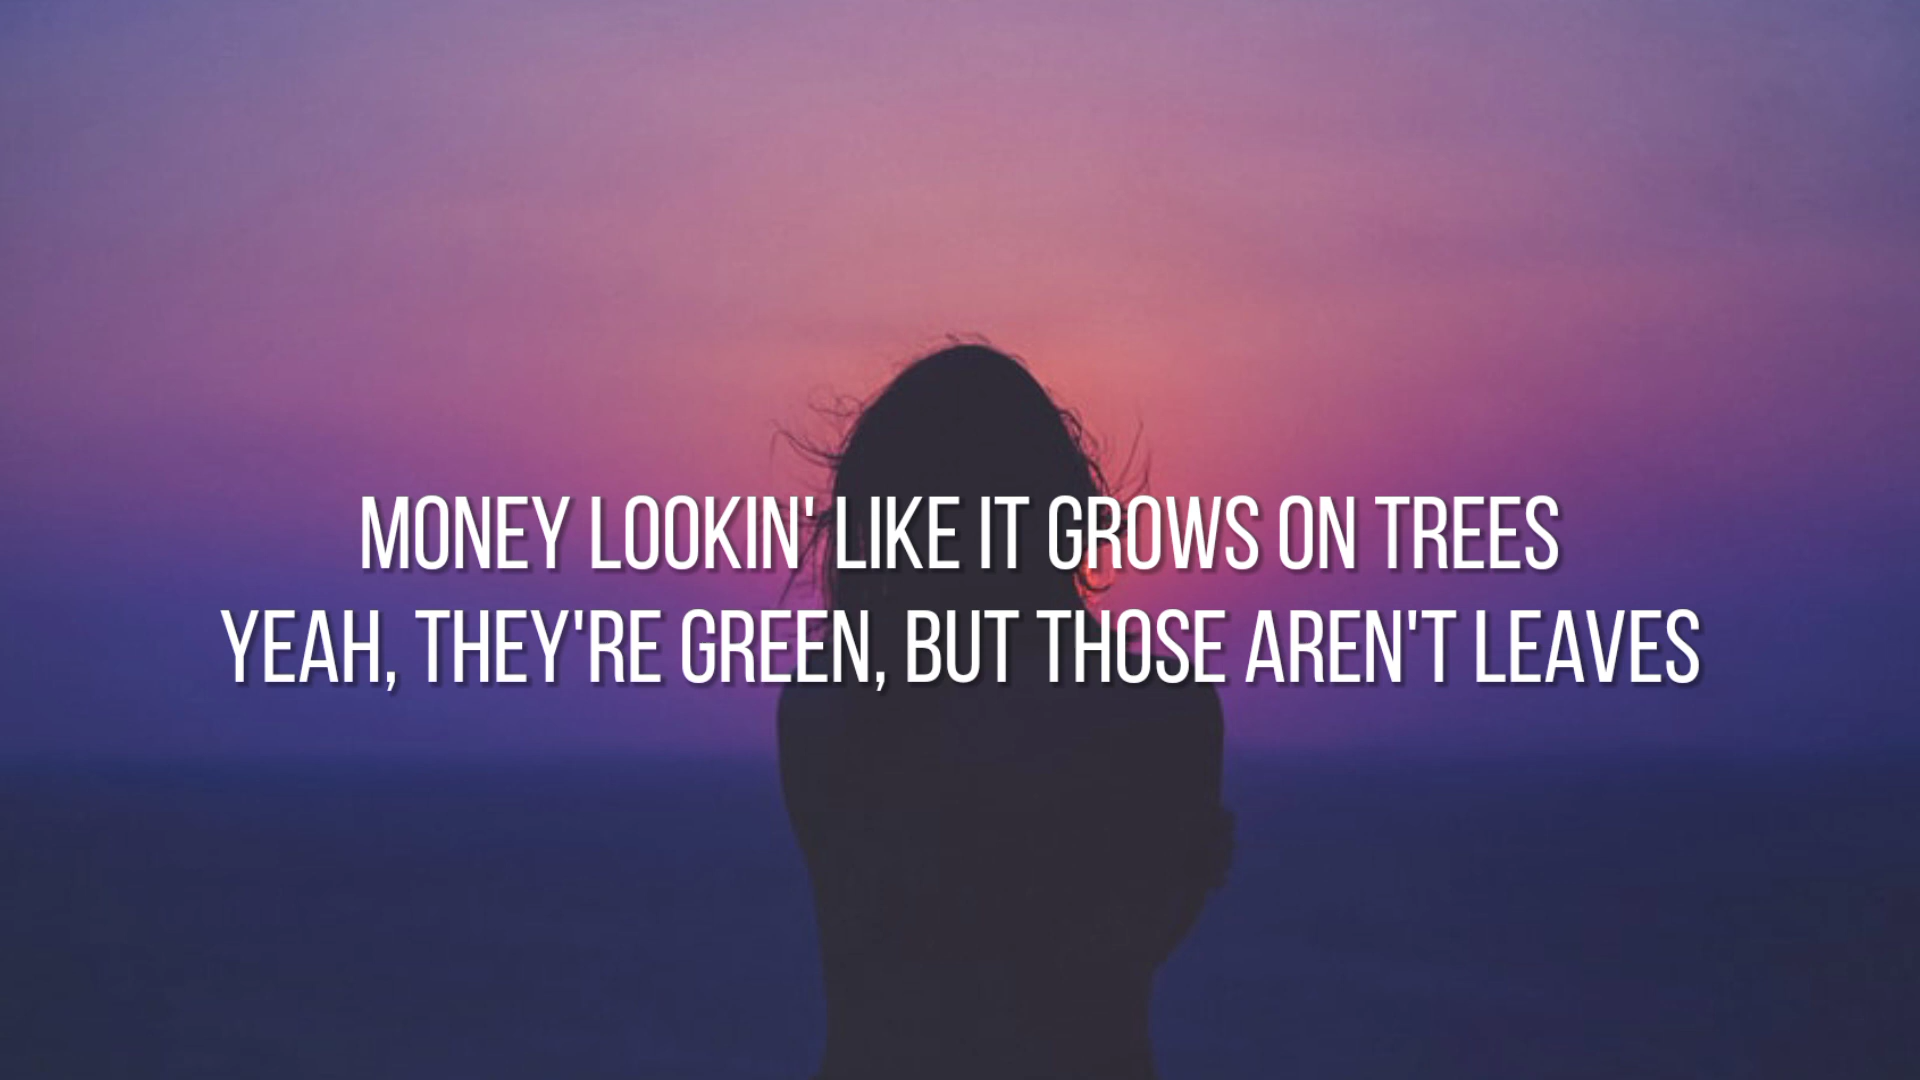 MONEY LOOKIN' LIKE IT GROWS ON TREES
YEAH, THEY'RE GREEN, BUT THOSE AREN'T LEAVES